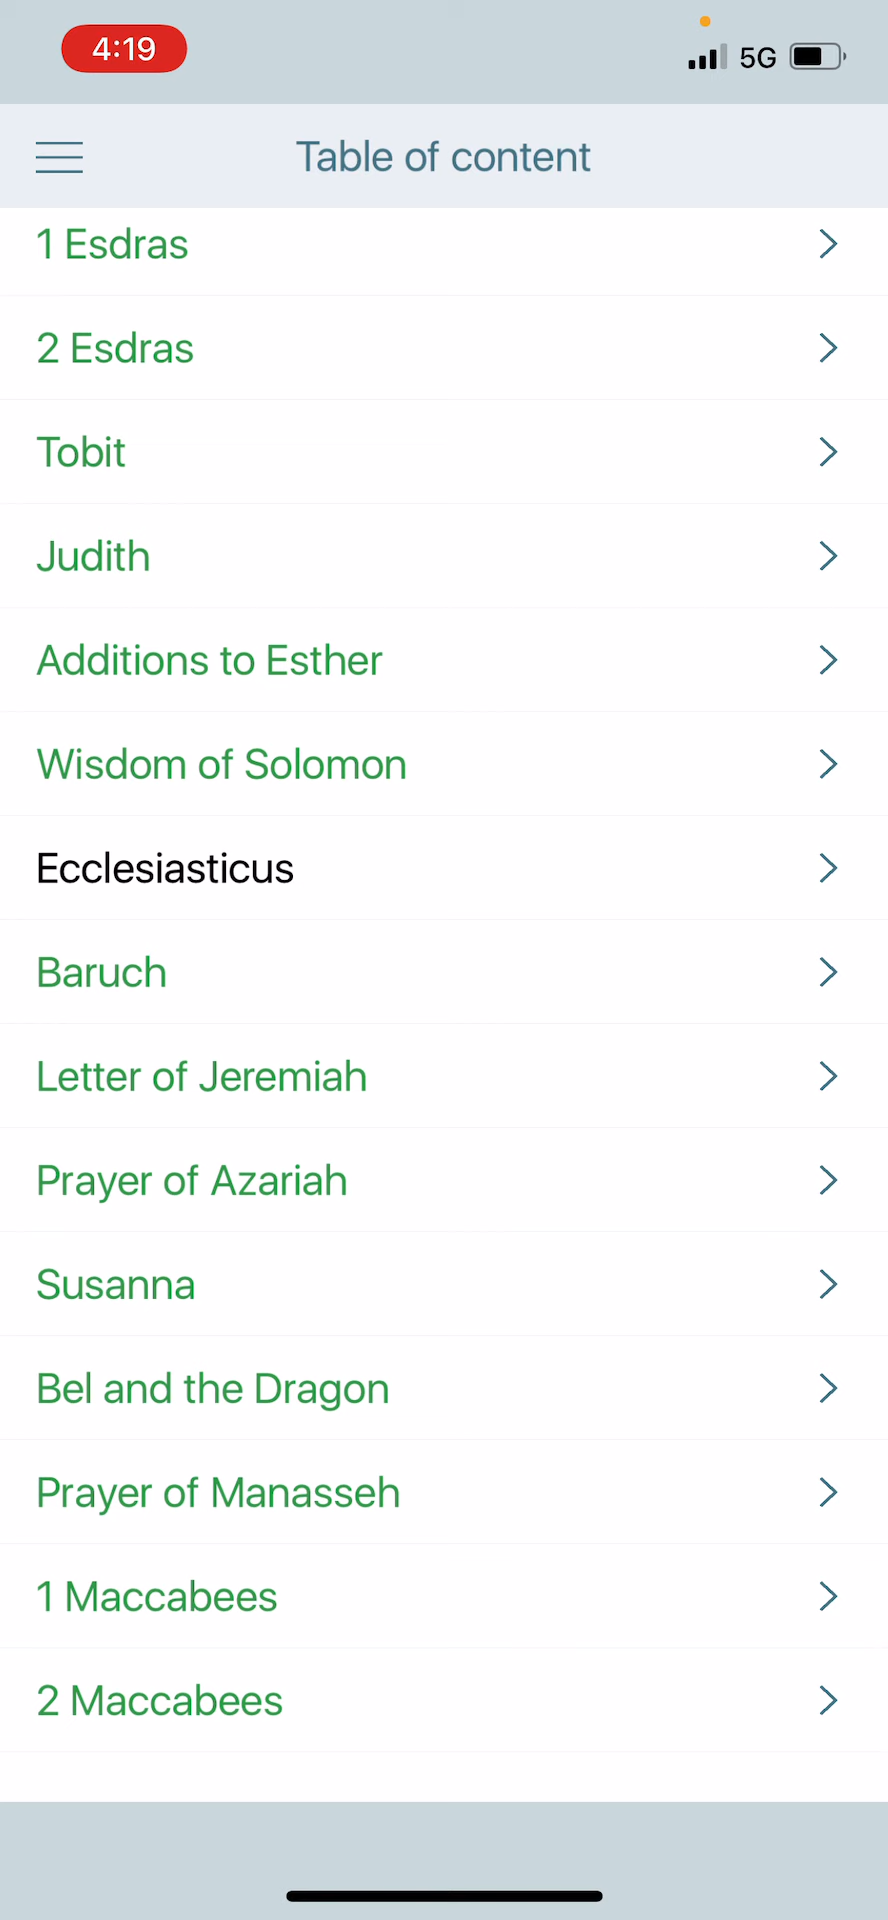 4:19
5G
Table of content
1 Esdras
2 Esdras
Tobit
Judith
Additions to Esther
Wisdom of Solomon
Ecclesiasticus
Baruch
Letter of Jeremiah
Prayer of Azariah
Susanna
Bel and the Dragon
Prayer of Manasseh
1 Maccabees
2 Maccabees